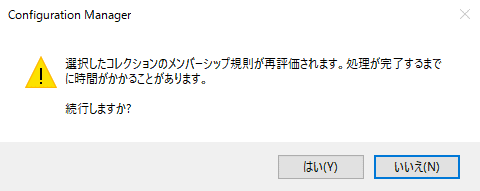 Configuration Manager
選択したコレクションのメンバーシップ規則が再評価されます。処理が完了するまで
に時間がかかることがあります。
続行しますか?
はい(Y)
いいえ(N)